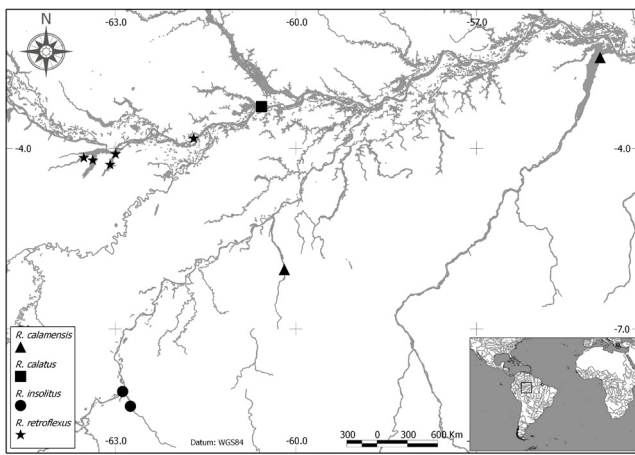 N
-63.0 -60.0 -57.0
-4.0 -4.0
-7.0
R. calamensis
R. calatus
R. insolitus
R. retroflexus
-63.0 Datum: WGS84 -60.0 300 0 300 600 Km